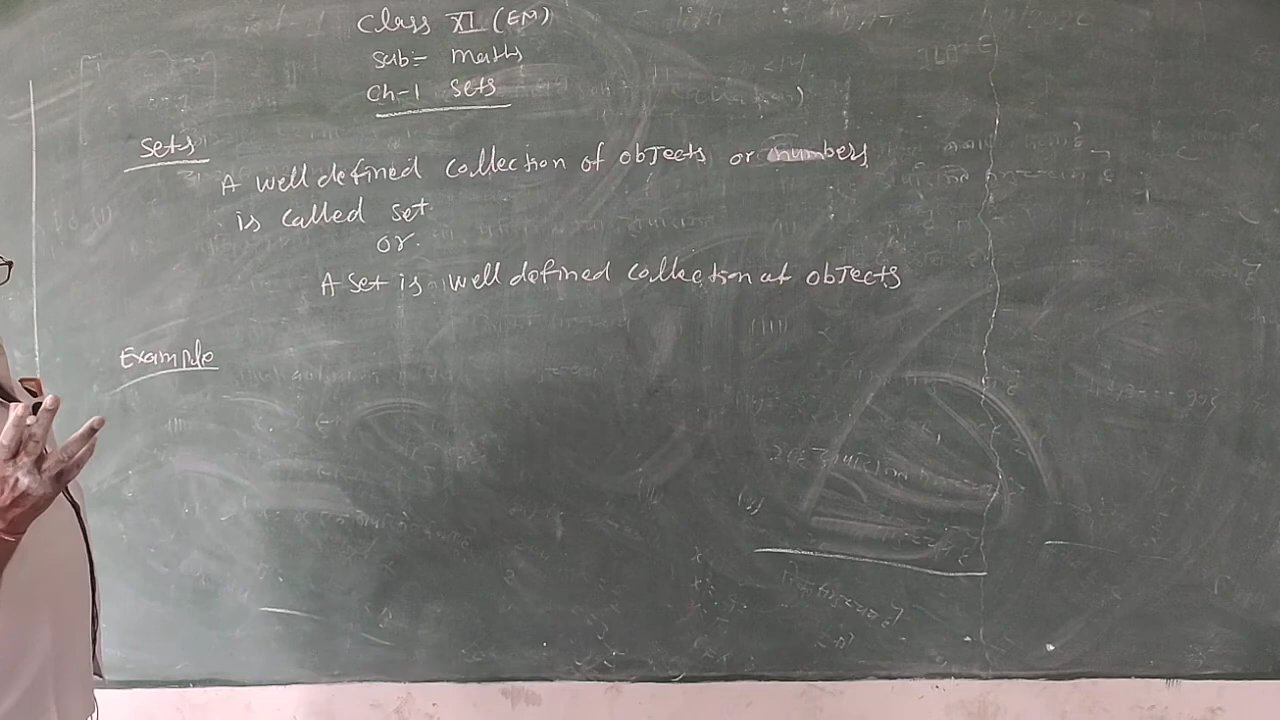 Class XI (EM)
Sub:- Maths
Ch-1 Sets
Sets
A well defined collection of objects or numbers
is called set.
or.
A set is well defined collection of objects
Example